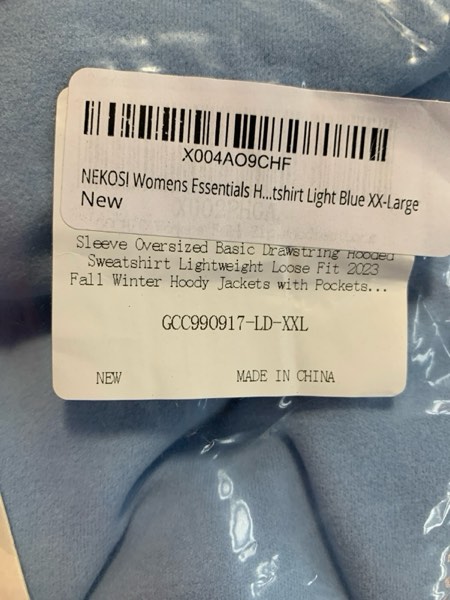 X004AO9CHF
NEKOSI Womens Essentials H...tshirt Light Blue XX-Large
New
Sleeve Oversized Basic Drawstring Hooded
Sweatshirt Lightweight Loose Fit 2023
Fall Winter Hoody Jackets with Pockets...
GCC990917-LD-XXL
NEW MADE IN CHINA